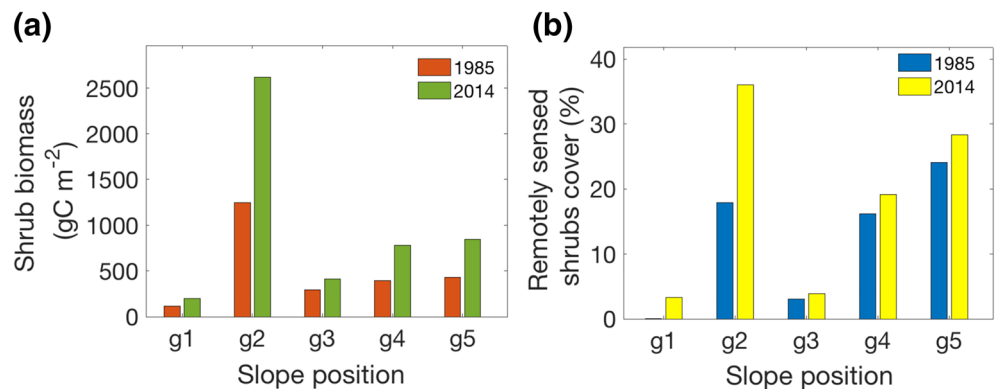 (a)
Shrub biomass
(gC m⁻²)
2500
2000
1500
1000
500
0
1985
2014
g1 g2 g3 g4 g5
Slope position
(b)
Remotely sensed
shrubs cover (%)
40
30
20
10
0
1985
2014
g1 g2 g3 g4 g5
Slope position